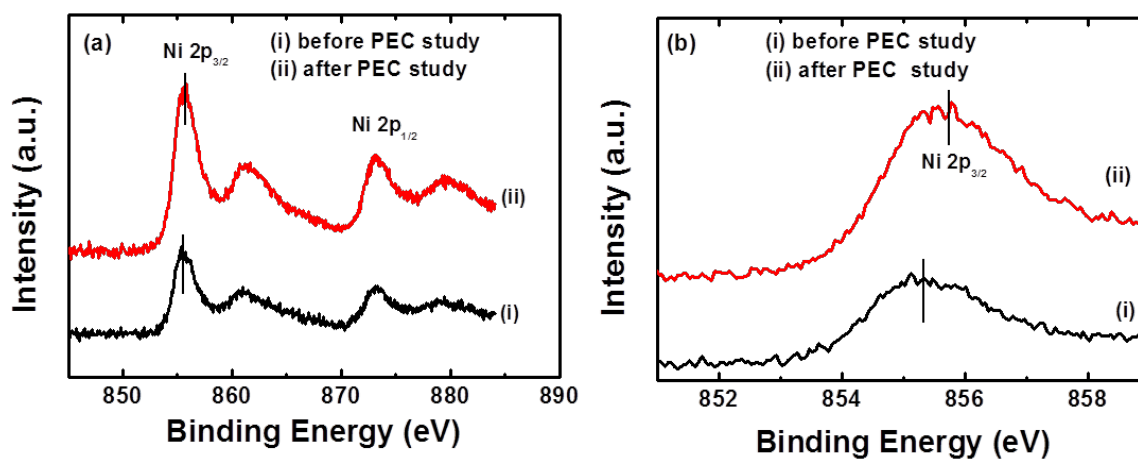 (a)
(i) before PEC study
(ii) after PEC study
Ni 2p3/2
Ni 2p1/2
(ii)
(i)
Intensity (a.u.)
850 860 870 880 890
Binding Energy (eV)
(b)
(i) before PEC study
(ii) after PEC study
Ni 2p3/2
(ii)
(i)
Intensity (a.u.)
852 854 856 858
Binding Energy (eV)